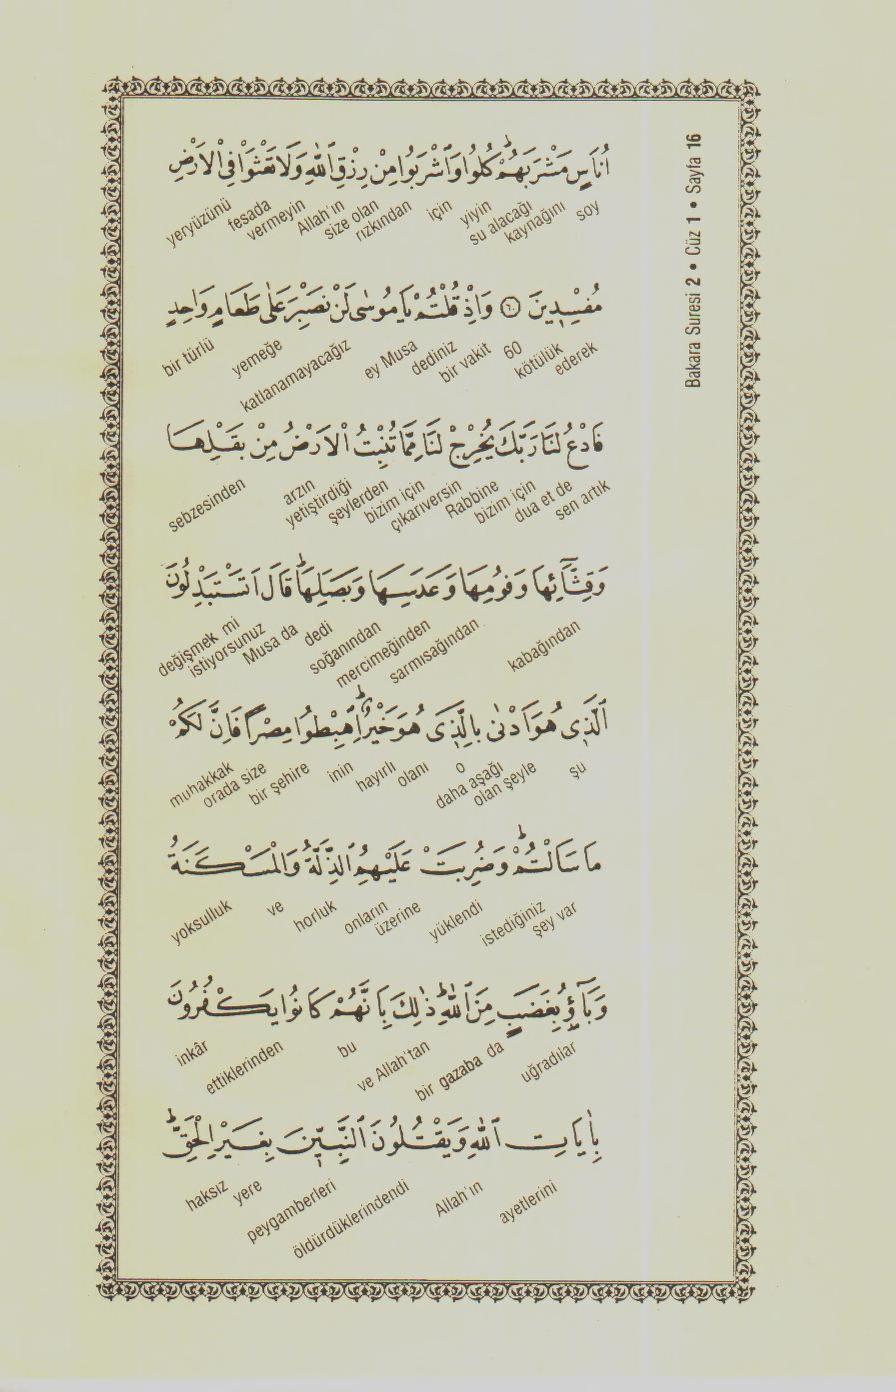 اُنَاسٍ مَشْرَبَهُمْۜ كُلُوا وَاشْرَبُوا مِنْ رِزْقِ اللّٰهِ وَلَا تَعْثَوْا فِي الْاَرْضِ
soy su alacağı kaynağını yiyin için size olan rızkından Allah'ın fesada vermeyin yeryüzünü
مُفْسِد۪ينَ ﴿٦٠﴾ وَاِذْ قُلْتُمْ يَا مُوسٰى لَنْ نَصْبِرَ عَلٰى طَعَامٍ وَاحِدٍ
kötülük ederek 60 bir vakit dediniz ey Musa katlanamayacağız yemeğe bir türlü
فَادْعُ لَنَا رَبَّكَ يُخْرِجْ لَنَا مِمَّا تُنْبِتُ الْاَرْضُ مِنْ بَقْلِهَا
sen artık dua et de bizim için Rabbine çıkarıversin bizim için şeylerden yetiştirdiği arzın sebzesinden
وَقِثَّٓائِهَا وَفُومِهَا وَعَدَسِهَا وَبَصَلِهَاۜ قَالَ اَتَسْتَبْدِلُونَ
kabağından sarmısağından mercimeğinden soğanından dedi Musa da değişmek mi istiyorsunuz
الَّذ۪ي هُوَ اَدْنٰى بِالَّذ۪ي هُوَ خَيْرٌۜ اِهْبِطُوا مِصْرًا فَاِنَّ لَكُمْ
şu daha aşağı olan şeyle o olanı hayırlı inin bir şehire orada size muhakkak
مَا سَاَلْتُمْۜ وَضُرِبَتْ عَلَيْهِمُ الذِّلَّةُ وَالْمَسْكَنَةُ
istediğiniz şey var yüklendi onların üzerine horluk ve yoksulluk
وَبَٓاؤُ۫ بِغَضَبٍ مِنَ اللّٰهِۜ ذٰلِكَ بِاَنَّهُمْ كَانُوا يَكْفُرُونَ
uğradılar bir gazaba da ve Allah'tan bu ettiklerinden inkâr
بِاٰيَاتِ اللّٰهِ وَيَقْتُلُونَ النَّبِيّ۪نَ بِغَيْرِ الْحَقِّۜ
ayetlerini Allah'ın öldürdüklerindendi peygamberleri yere haksız
Bakara Suresi 2 • Cüz 1 • Sayfa 16